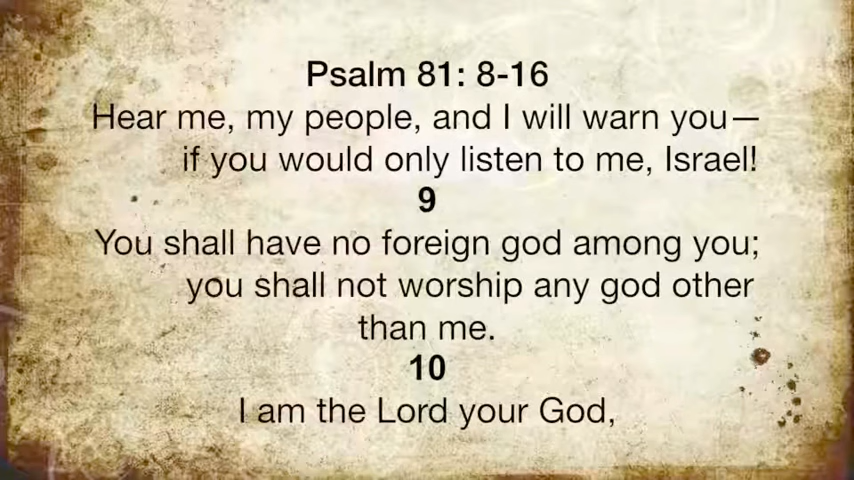 Psalm 81: 8-16
Hear me, my people, and I will warn you—
if you would only listen to me, Israel!
9
You shall have no foreign god among you;
you shall not worship any god other
than me.
10
I am the Lord your God,